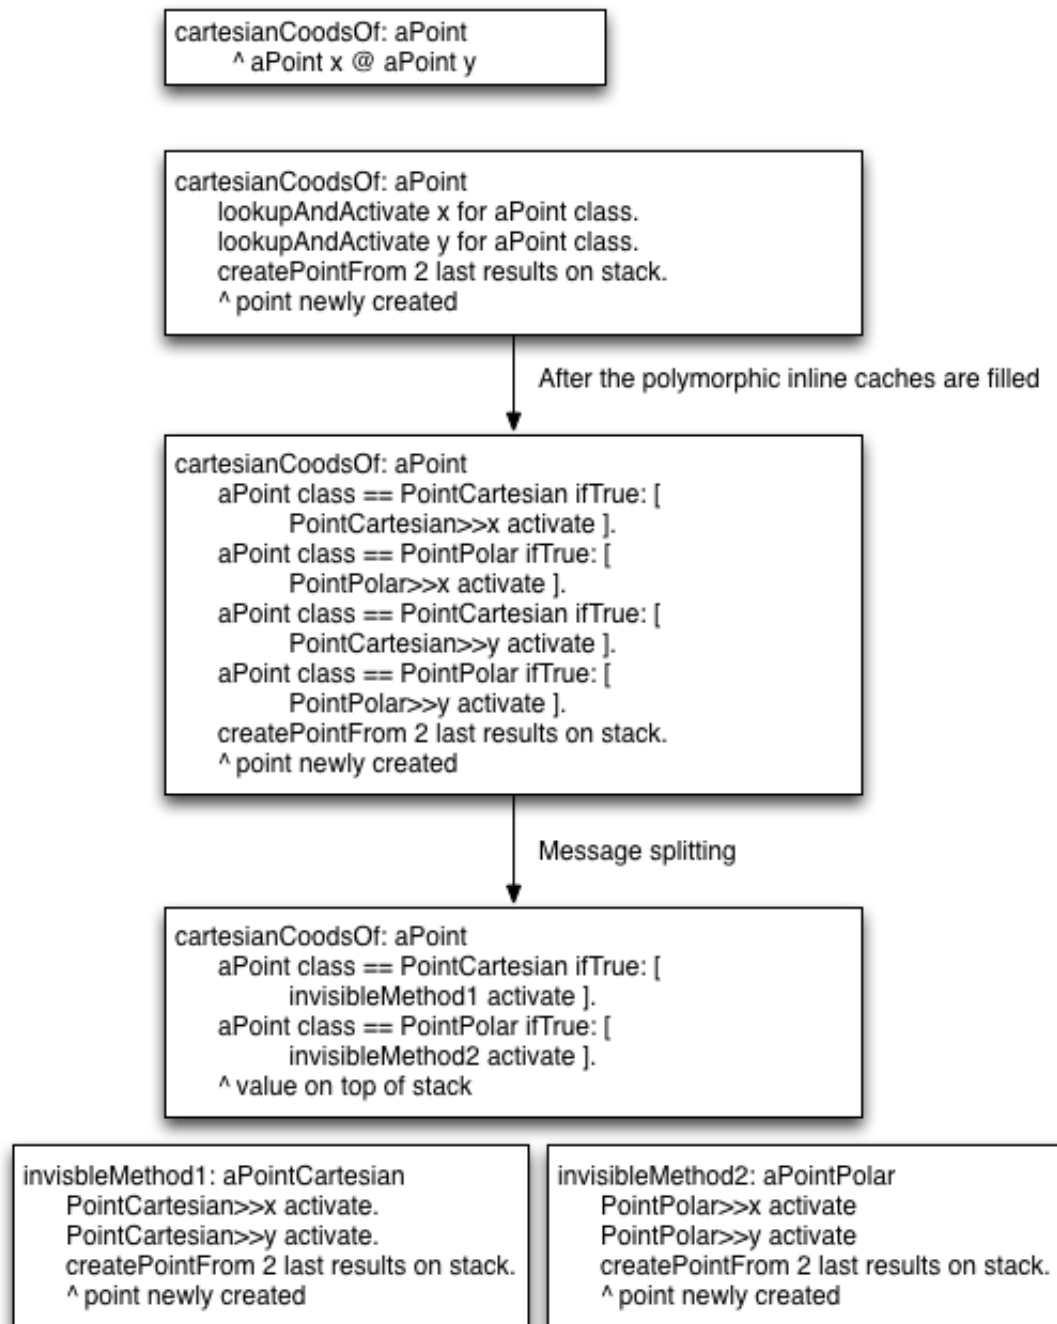 cartesianCoodsOf: aPoint
^ aPoint x @ aPoint y
cartesianCoodsOf: aPoint
lookupAndActivate x for aPoint class.
lookupAndActivate y for aPoint class.
createPointFrom 2 last results on stack.
^ point newly created
After the polymorphic inline caches are filled
cartesianCoodsOf: aPoint
aPoint class == PointCartesian ifTrue: [
PointCartesian>>x activate ].
aPoint class == PointPolar ifTrue: [
PointPolar>>x activate ].
aPoint class == PointCartesian ifTrue: [
PointCartesian>>y activate ].
aPoint class == PointPolar ifTrue: [
PointPolar>>y activate ].
createPointFrom 2 last results on stack.
^ point newly created
Message splitting
cartesianCoodsOf: aPoint
aPoint class == PointCartesian ifTrue: [
invisibleMethod1 activate ].
aPoint class == PointPolar ifTrue: [
invisibleMethod2 activate ].
^ value on top of stack
invisbleMethod1: aPointCartesian
PointCartesian>>x activate.
PointCartesian>>y activate.
createPointFrom 2 last results on stack.
^ point newly created
invisibleMethod2: aPointPolar
PointPolar>>x activate
PointPolar>>y activate
createPointFrom 2 last results on stack.
^ point newly created